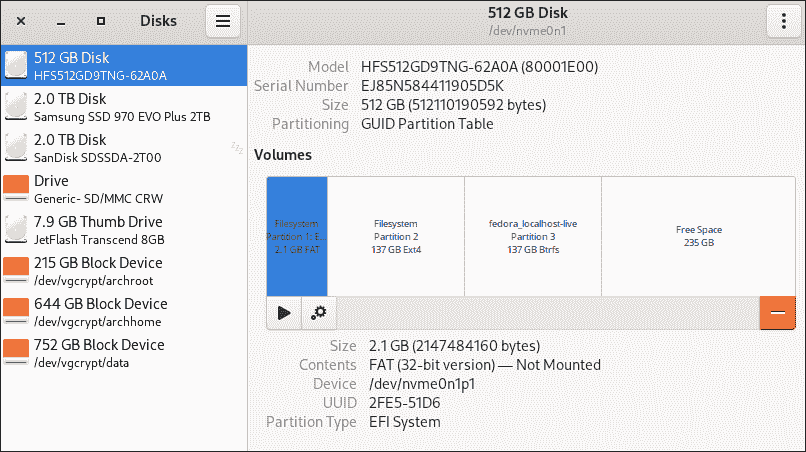 Disks
512 GB Disk
/dev/nvme0n1
512 GB Disk
HFS512GD9TNG-62A0A
2.0 TB Disk
Samsung SSD 970 EVO Plus 2TB
2.0 TB Disk
SanDisk SDSSDA-2T00
Drive
Generic- SD/MMC CRW
7.9 GB Thumb Drive
JetFlash Transcend 8GB
215 GB Block Device
/dev/vgcrypt/archroot
644 GB Block Device
/dev/vgcrypt/archhome
752 GB Block Device
/dev/vgcrypt/data
Model HFS512GD9TNG-62A0A (80001E00)
Serial Number EJ85N584411905D5K
Size 512 GB (512110190592 bytes)
Partitioning GUID Partition Table
Volumes
Filesystem
Partition 1: E...
2.1 GB FAT
Filesystem
Partition 2
137 GB Ext4
fedora_localhost-live
Partition 3
137 GB Btrfs
Free Space
235 GB
Size 2.1 GB (2147484160 bytes)
Contents FAT (32-bit version) — Not Mounted
Device /dev/nvme0n1p1
UUID 2FE5-51D6
Partition Type EFI System